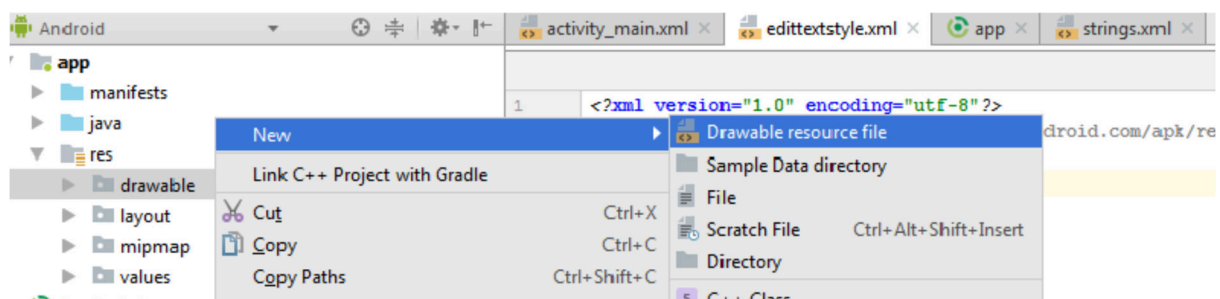 Android
activity_main.xml
edittextstyle.xml
app
strings.xml
app
manifests
java
res
drawable
layout
mipmap
values
1 <?xml version="1.0" encoding="utf-8"?>
droid.com/apk/re
New
Link C++ Project with Gradle
Cut Ctrl+X
Copy Ctrl+C
Copy Paths Ctrl+Shift+C
Drawable resource file
Sample Data directory
File
Scratch File Ctrl+Alt+Shift+Insert
Directory
C++ Class